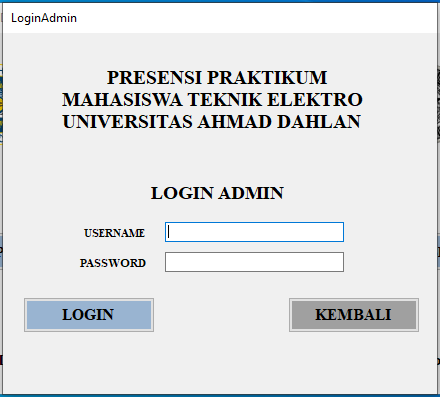 LoginAdmin
PRESENSI PRAKTIKUM
MAHASISWA TEKNIK ELEKTRO
UNIVERSITAS AHMAD DAHLAN
LOGIN ADMIN
USERNAME
PASSWORD
LOGIN KEMBALI